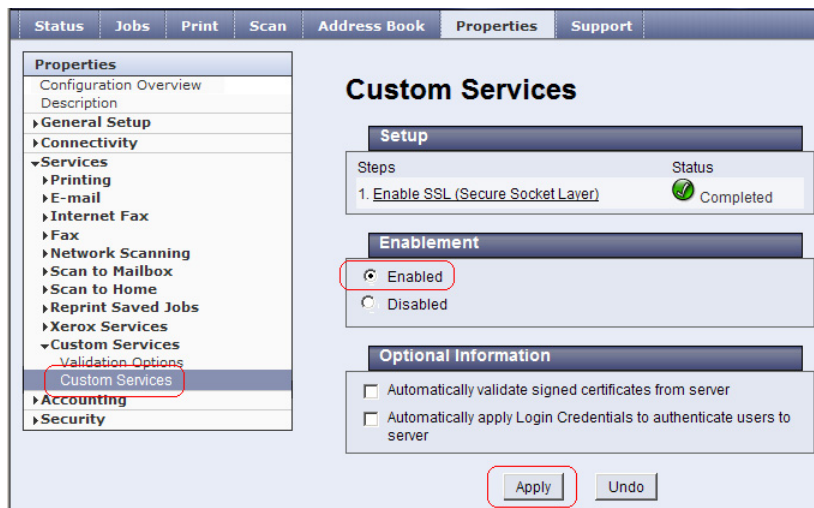 Status Jobs Print Scan Address Book Properties Support
Properties
Configuration Overview
Description
General Setup
Connectivity
Services
Printing
E-mail
Internet Fax
Fax
Network Scanning
Scan to Mailbox
Scan to Home
Reprint Saved Jobs
Xerox Services
Custom Services
Validation Options
Custom Services
Accounting
Security
Custom Services
Setup
Steps Status
1. Enable SSL (Secure Socket Layer) Completed
Enablement
Enabled
Disabled
Optional Information
Automatically validate signed certificates from server
Automatically apply Login Credentials to authenticate users to
server
Apply Undo